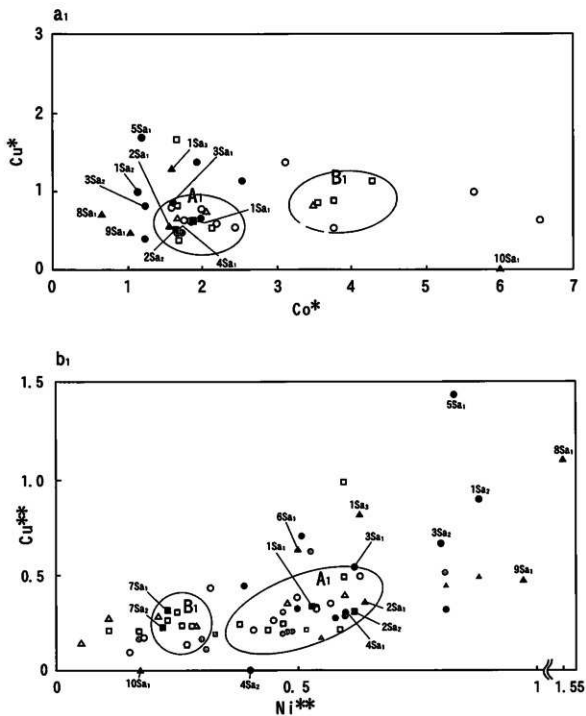 a1
3
2
1
0
Cu*
5Sa1
2Sa1
1Sa3
3Sa1
1Sa2
3Sa2
8Sa1
9Sa1
A1
1Sa1
B1
2Sa2
4Sa1
10Sa1
0 1 2 3 4 5 6 7
Co*
b1
1.5
1.0
0.5
0
Cu**
5Sa1
8Sa1
1Sa2
1Sa3
6Sa1
3Sa1
3Sa2
1Sa1
A1
9Sa1
7Sa1
B1
7Sa2
2Sa1
2Sa2
4Sa1
10Sa1
4Sa2
0 0.5 1 1.55
Ni**